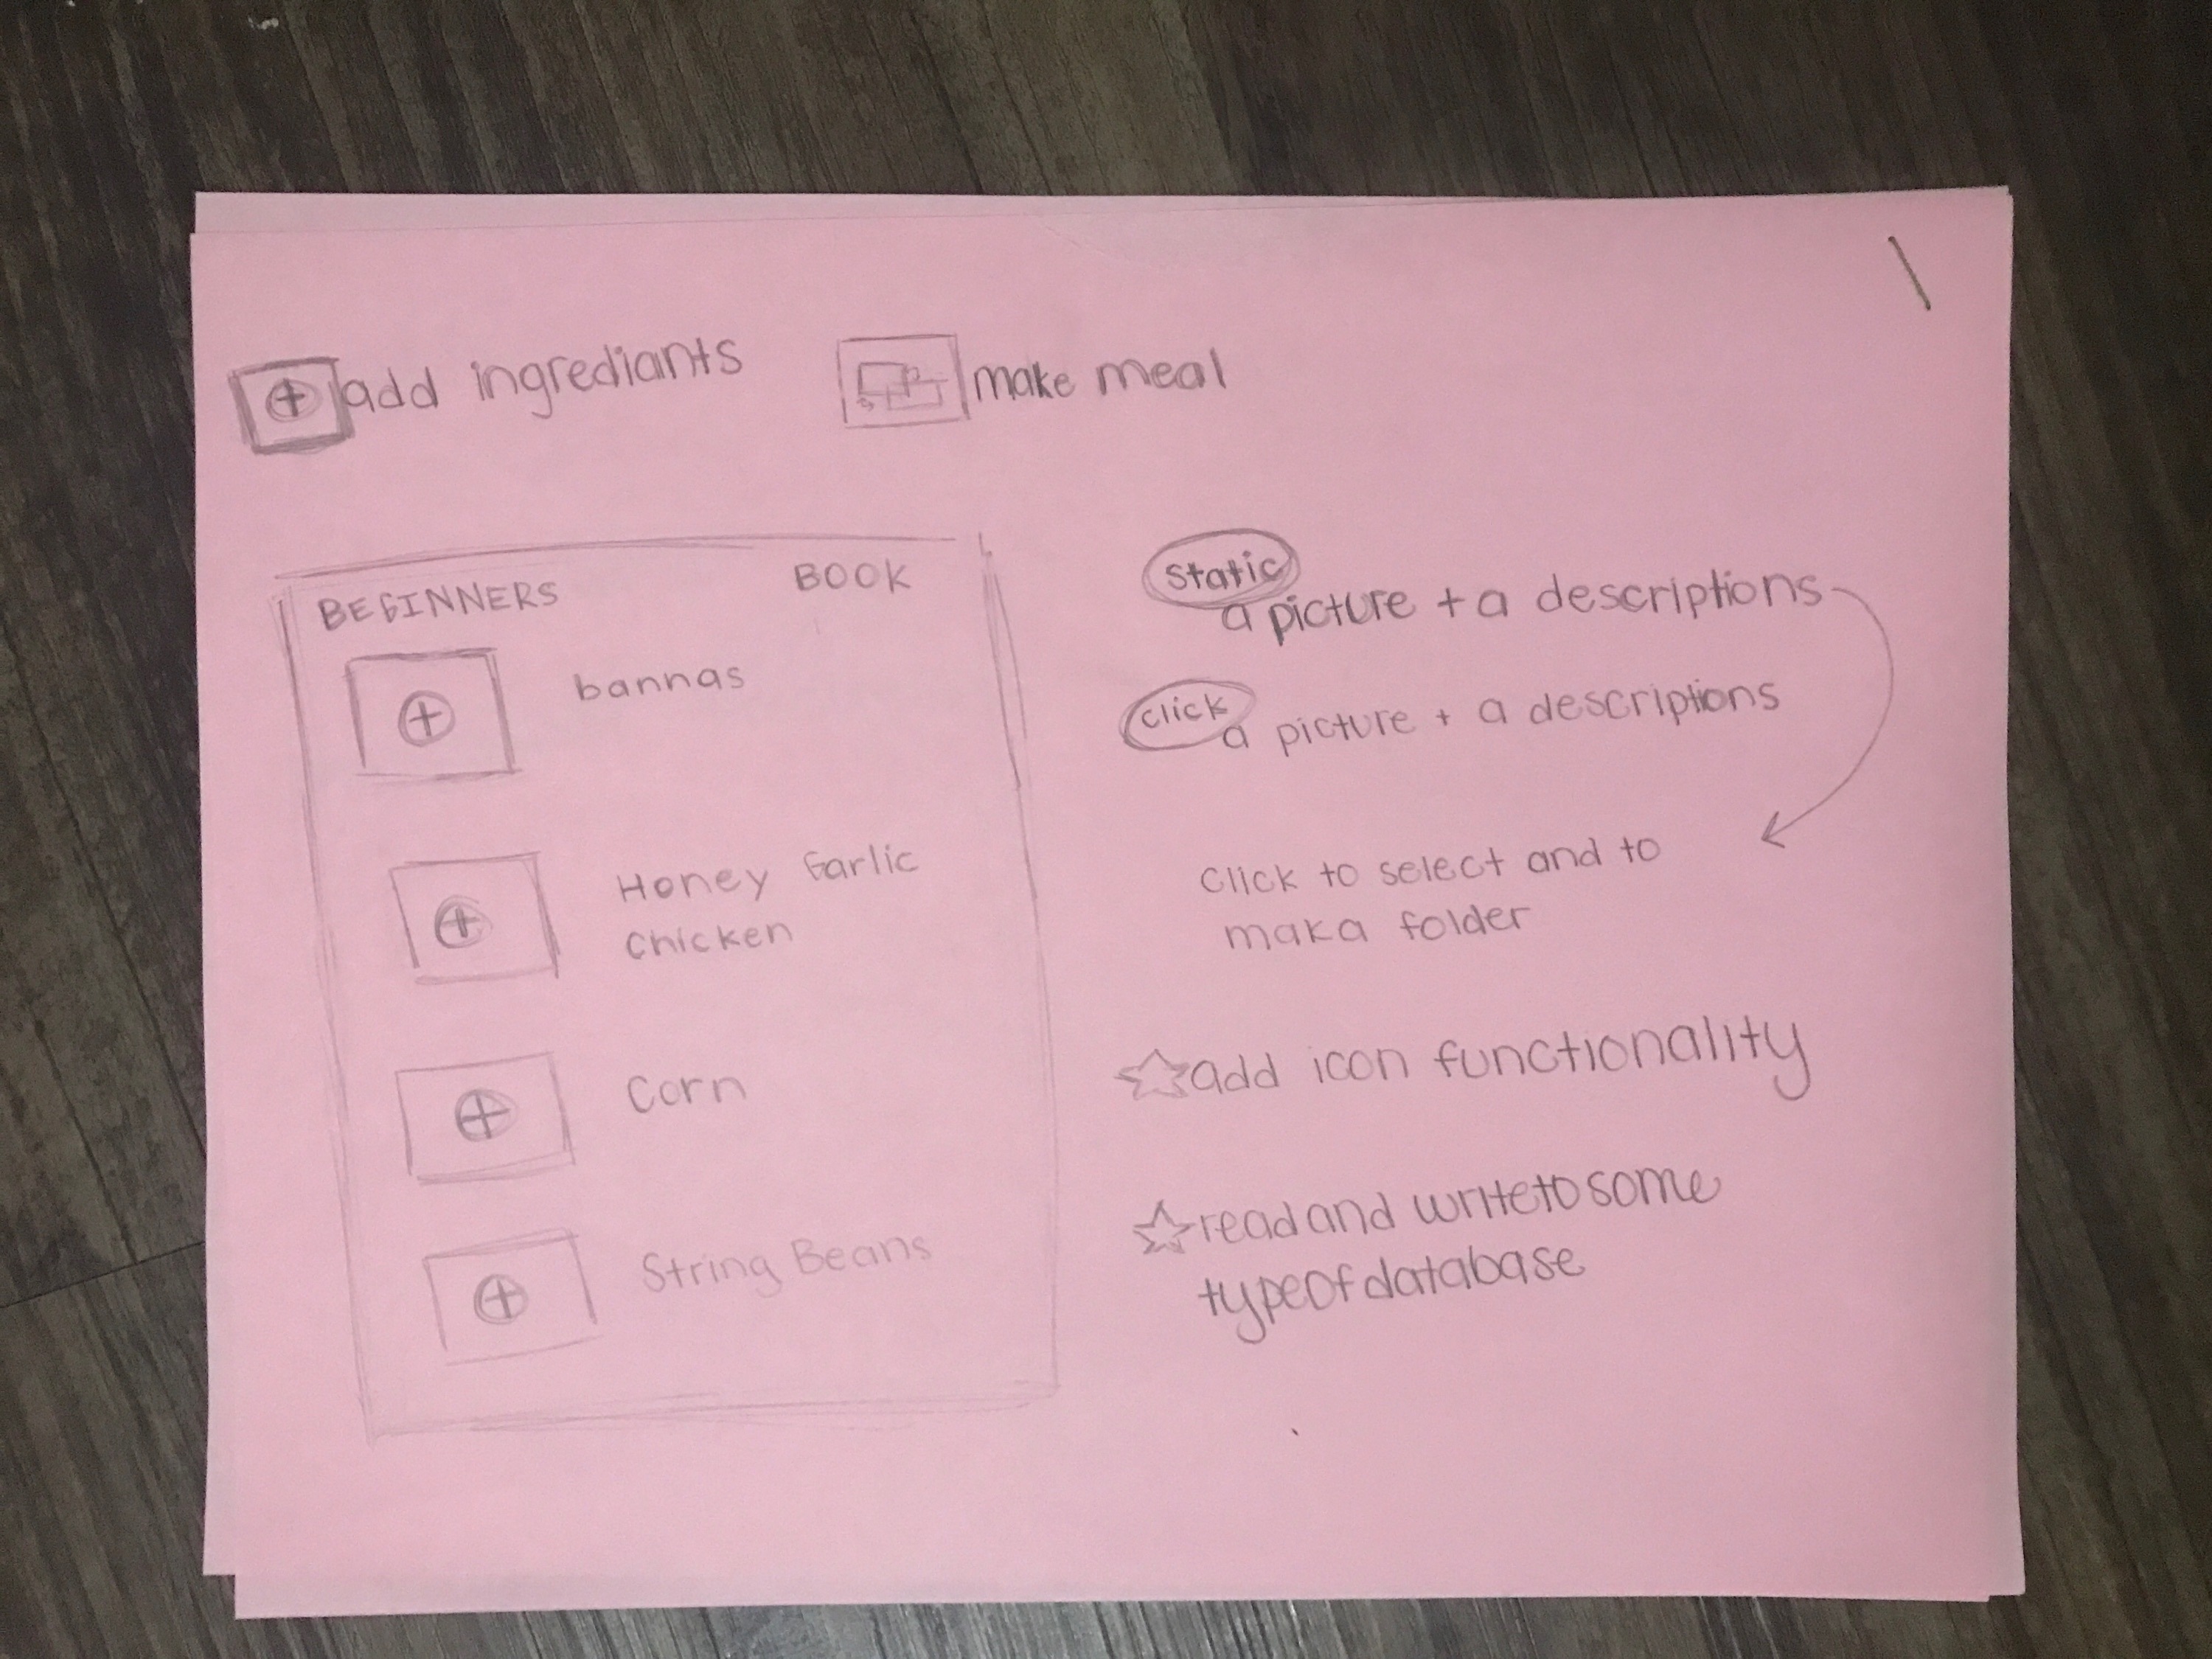 add ingrediants
make meal
BEGINNERS BOOK
bannas
Honey Garlic
chicken
Corn
String Beans
static
a picture + a descriptions
click
a picture + a descriptions
Click to select and to
maka folder
add icon functionality
read and write to some
type of database